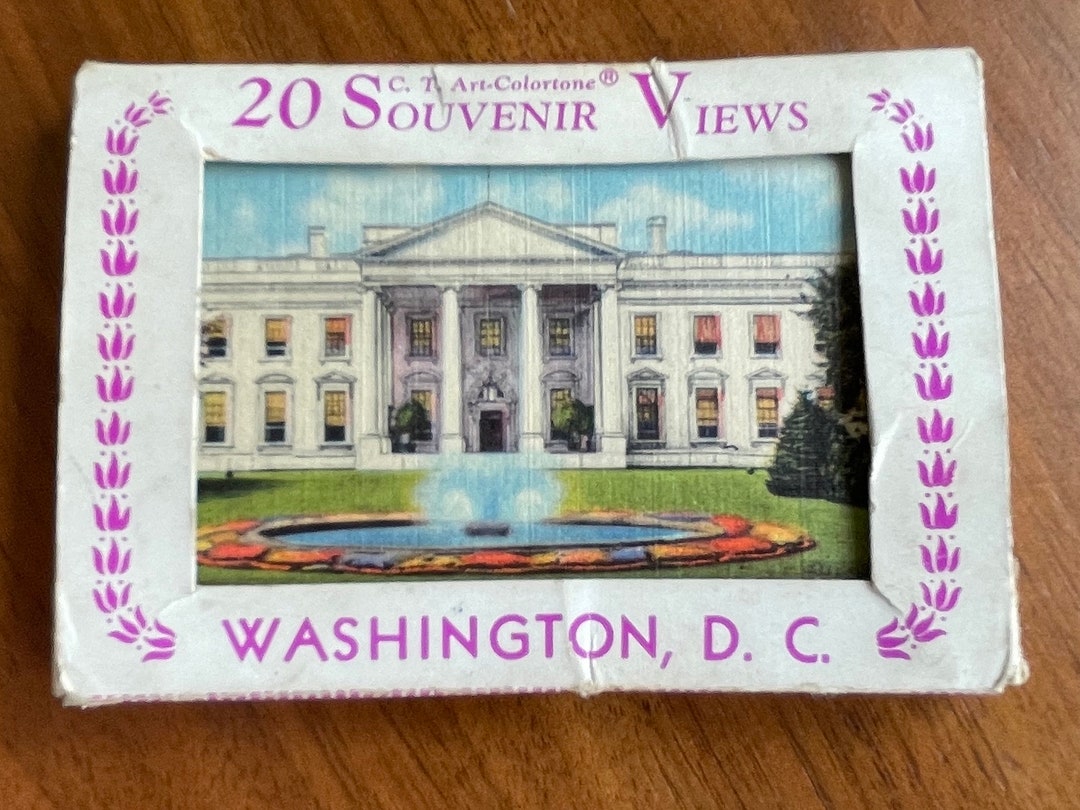 C. T. Art-Colortone®
20 SOUVENIR VIEWS
WASHINGTON, D. C.